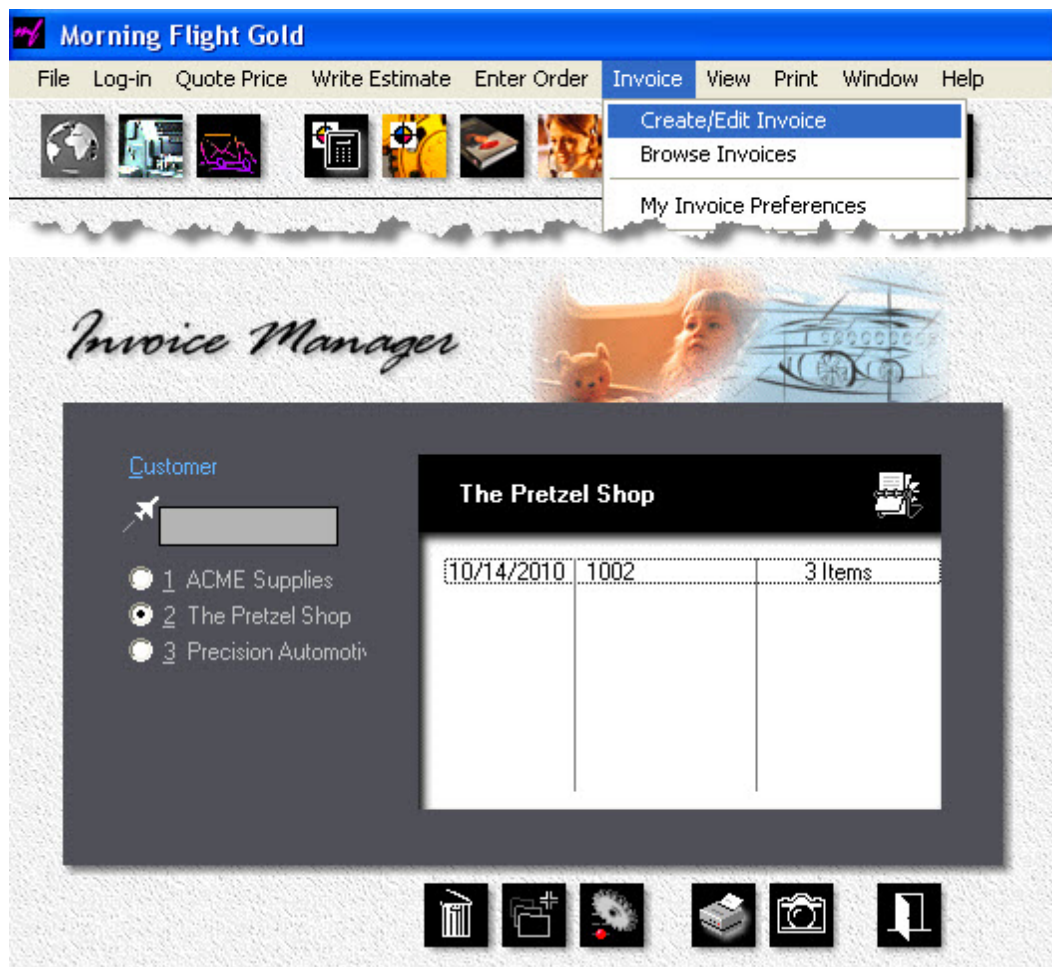 Morning Flight Gold
File Log-in Quote Price Write Estimate Enter Order Invoice View Print Window Help
Create/Edit Invoice
Browse Invoices
My Invoice Preferences
Invoice Manager
Customer
The Pretzel Shop
10/14/2010 1002 3 Items
1 ACME Supplies
2 The Pretzel Shop
3 Precision Automotiv